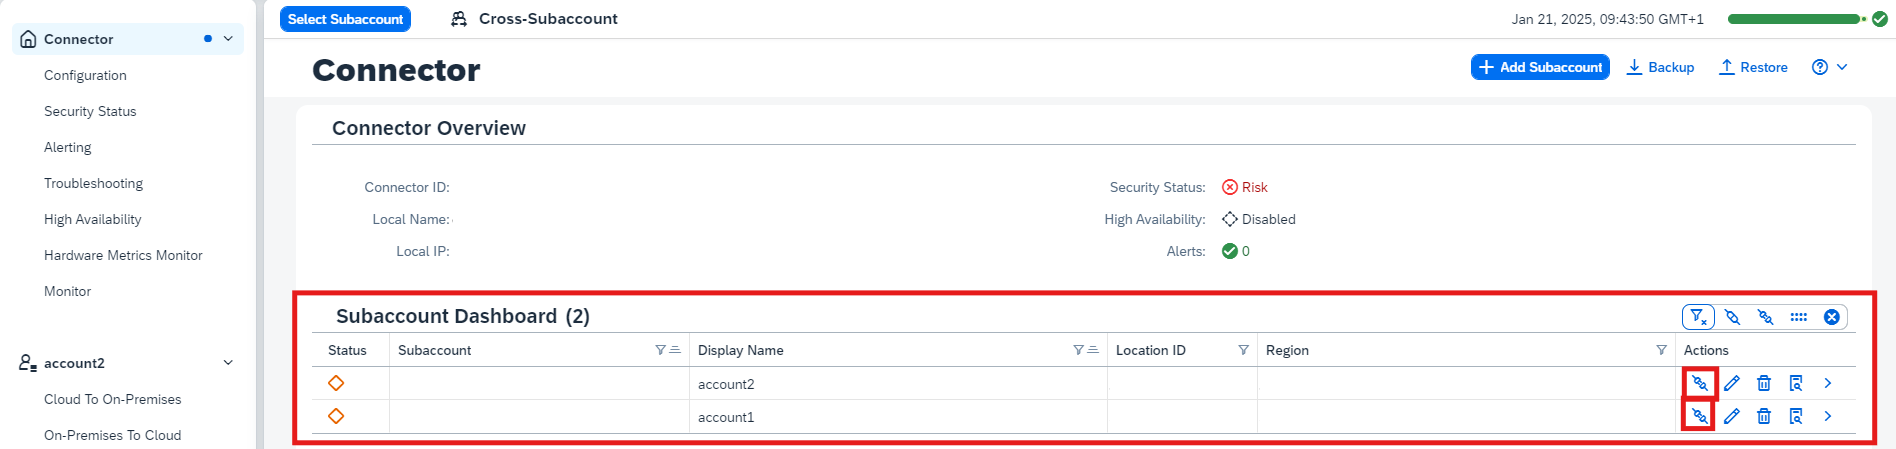 Select Subaccount
Cross-Subaccount
Jan 21, 2025, 09:43:50 GMT+1
Connector
Configuration
Security Status
Alerting
Troubleshooting
High Availability
Hardware Metrics Monitor
Monitor
account2
Cloud To On-Premises
On-Premises To Cloud
Connector
Add Subaccount
Backup
Restore
Connector Overview
Connector ID:
Local Name:
Local IP:
Security Status: Risk
High Availability: Disabled
Alerts: 0
Subaccount Dashboard (2)
Status Subaccount Display Name Location ID Region Actions
account2
account1